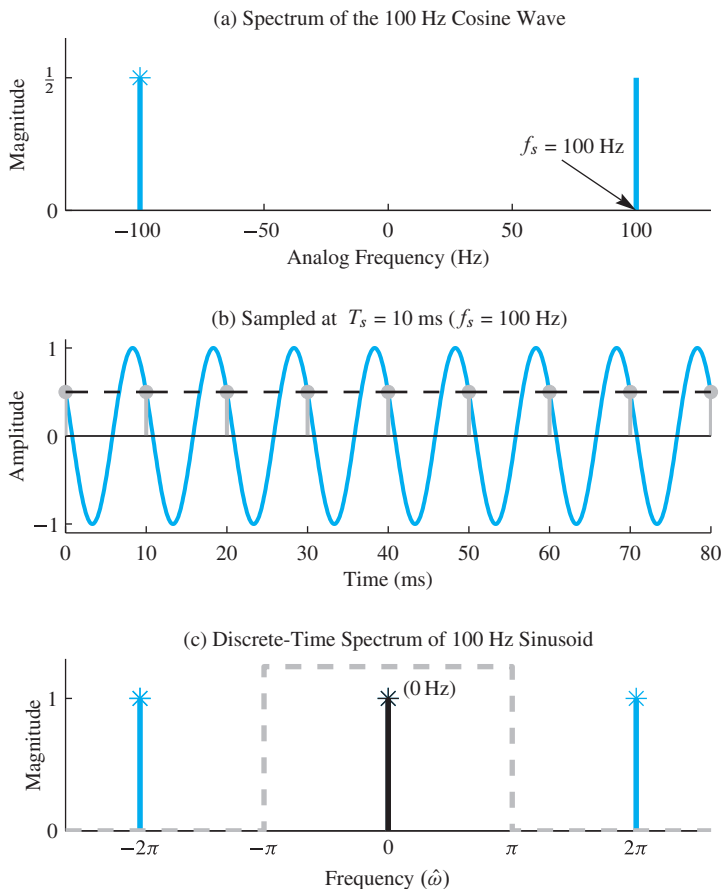 (a) Spectrum of the 100 Hz Cosine Wave
Magnitude
1/2
0
f_s = 100 Hz
−100 −50 0 50 100
Analog Frequency (Hz)
(b) Sampled at T_s = 10 ms (f_s = 100 Hz)
Amplitude
1
0
−1
0 10 20 30 40 50 60 70 80
Time (ms)
(c) Discrete-Time Spectrum of 100 Hz Sinusoid
Magnitude
1
0
(0 Hz)
−2π −π 0 π 2π
Frequency (ω̂)